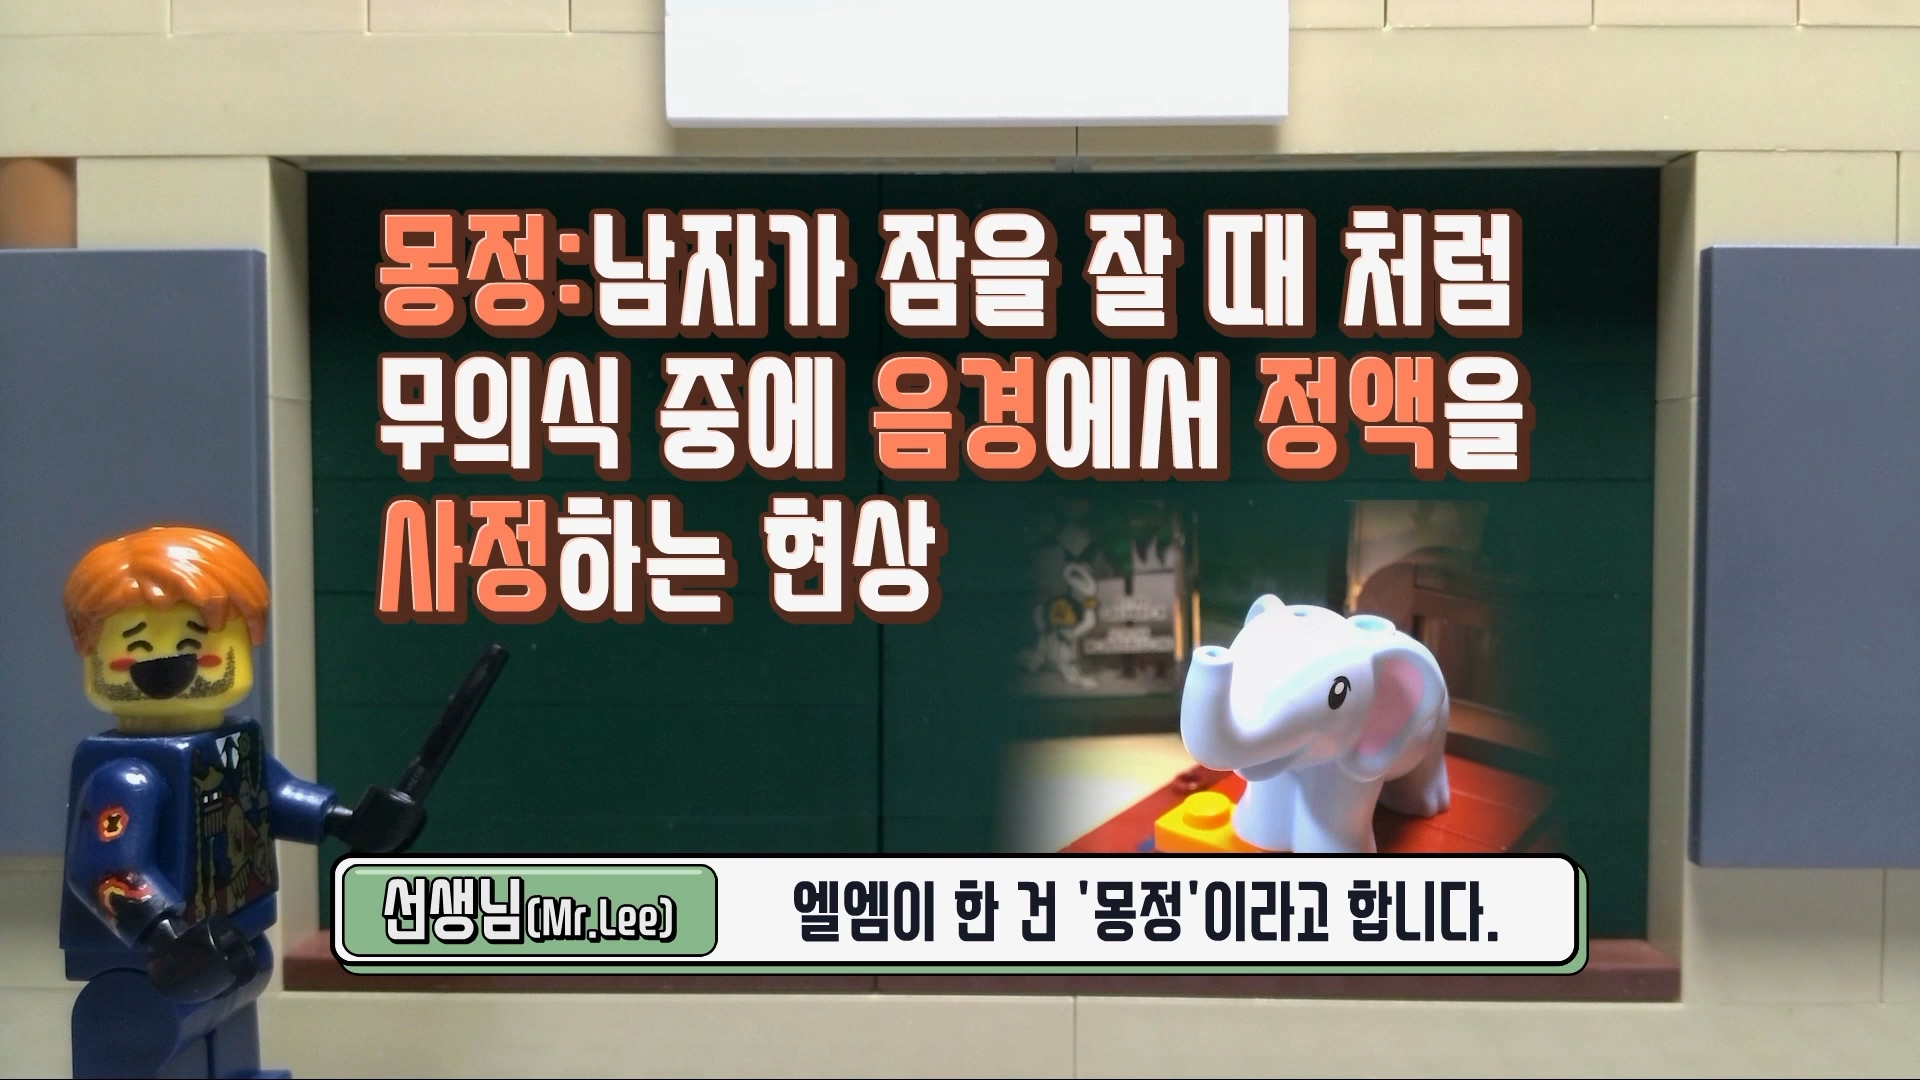 몽정:남자가 잠을 잘 때 처럼
무의식 중에 음경에서 정액을
사정하는 현상
선생님(Mr.Lee)
엘엠이 한 건 '몽정'이라고 합니다.